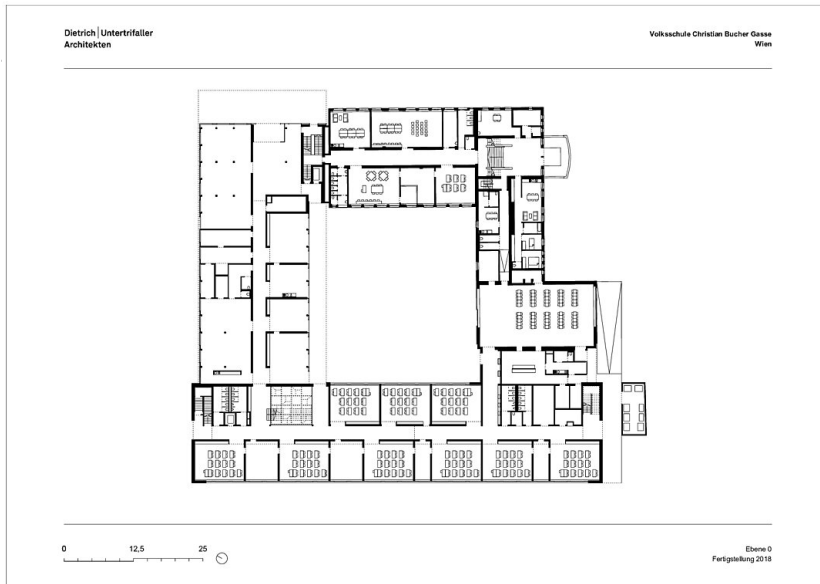 Dietrich | Untertrifaller
Architekten
Volksschule Christian Bucher Gasse
Wien
0 12,5 25
Ebene 0
Fertigstellung 2018